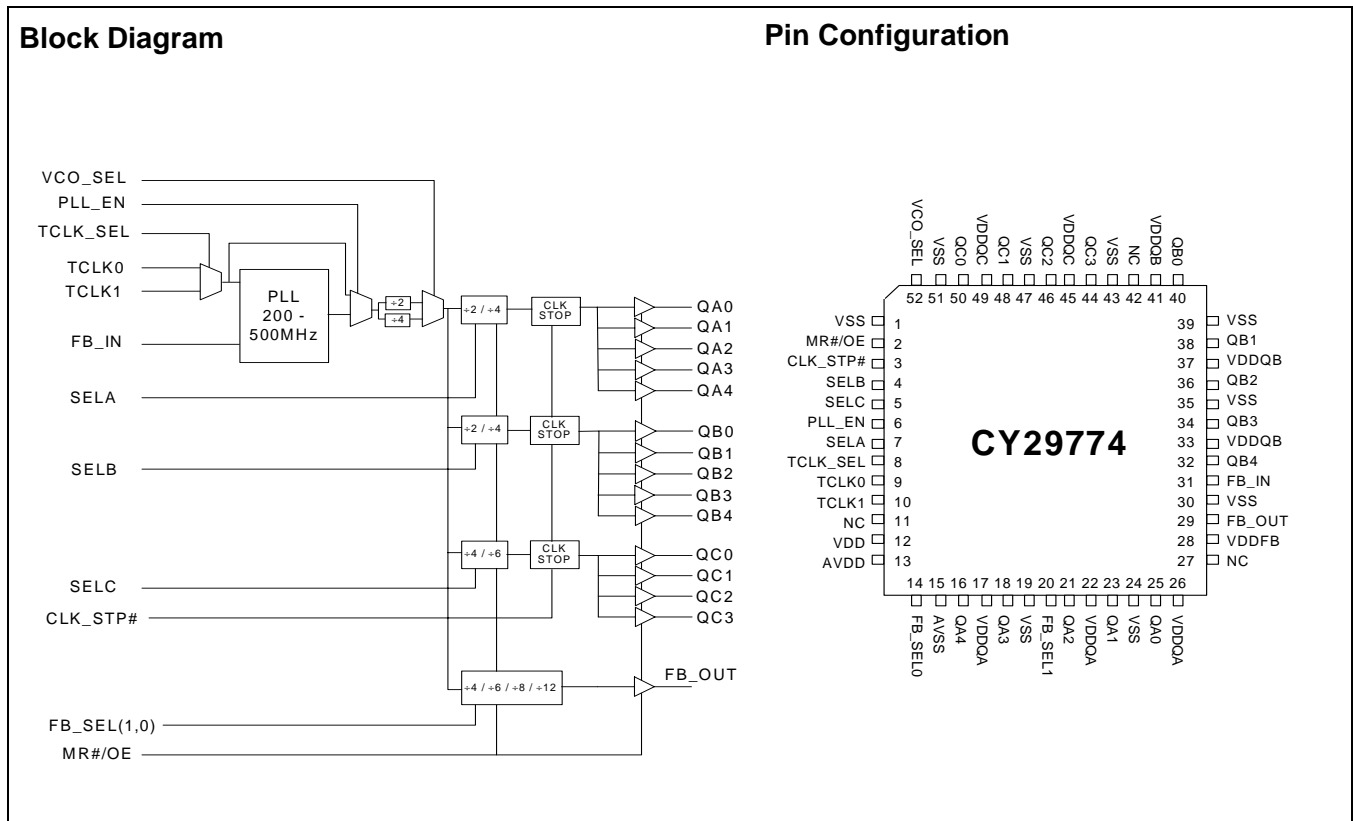 Block Diagram
Pin Configuration
VCO_SEL
PLL_EN
TCLK_SEL
TCLK0
TCLK1
FB_IN
SELA
SELB
SELC
CLK_STP#
FB_SEL(1,0)
MR#/OE
PLL
200 -
500MHz
÷2
÷4
÷2 / ÷4
CLK
STOP
÷2 / ÷4
CLK
STOP
÷4 / ÷6
CLK
STOP
÷4 / ÷6 / ÷8 / ÷12
QA0
QA1
QA2
QA3
QA4
QB0
QB1
QB2
QB3
QB4
QC0
QC1
QC2
QC3
FB_OUT
VCO_SEL
VSS
QC0
VDDQC
QC1
VSS
QC2
VDDQC
QC3
VSS
NC
VDDQB
QB0
52 51 50 49 48 47 46 45 44 43 42 41 40
VSS 1
MR#/OE 2
CLK_STP# 3
SELB 4
SELC 5
PLL_EN 6
SELA 7
TCLK_SEL 8
TCLK0 9
TCLK1 10
NC 11
VDD 12
AVDD 13
CY29774
39 VSS
38 QB1
37 VDDQB
36 QB2
35 VSS
34 QB3
33 VDDQB
32 QB4
31 FB_IN
30 VSS
29 FB_OUT
28 VDDFB
27 NC
14 15 16 17 18 19 20 21 22 23 24 25 26
FB_SEL0
AVSS
QA4
VDDQA
QA3
VSS
FB_SEL1
QA2
VDDQA
QA1
VSS
QA0
VDDQA